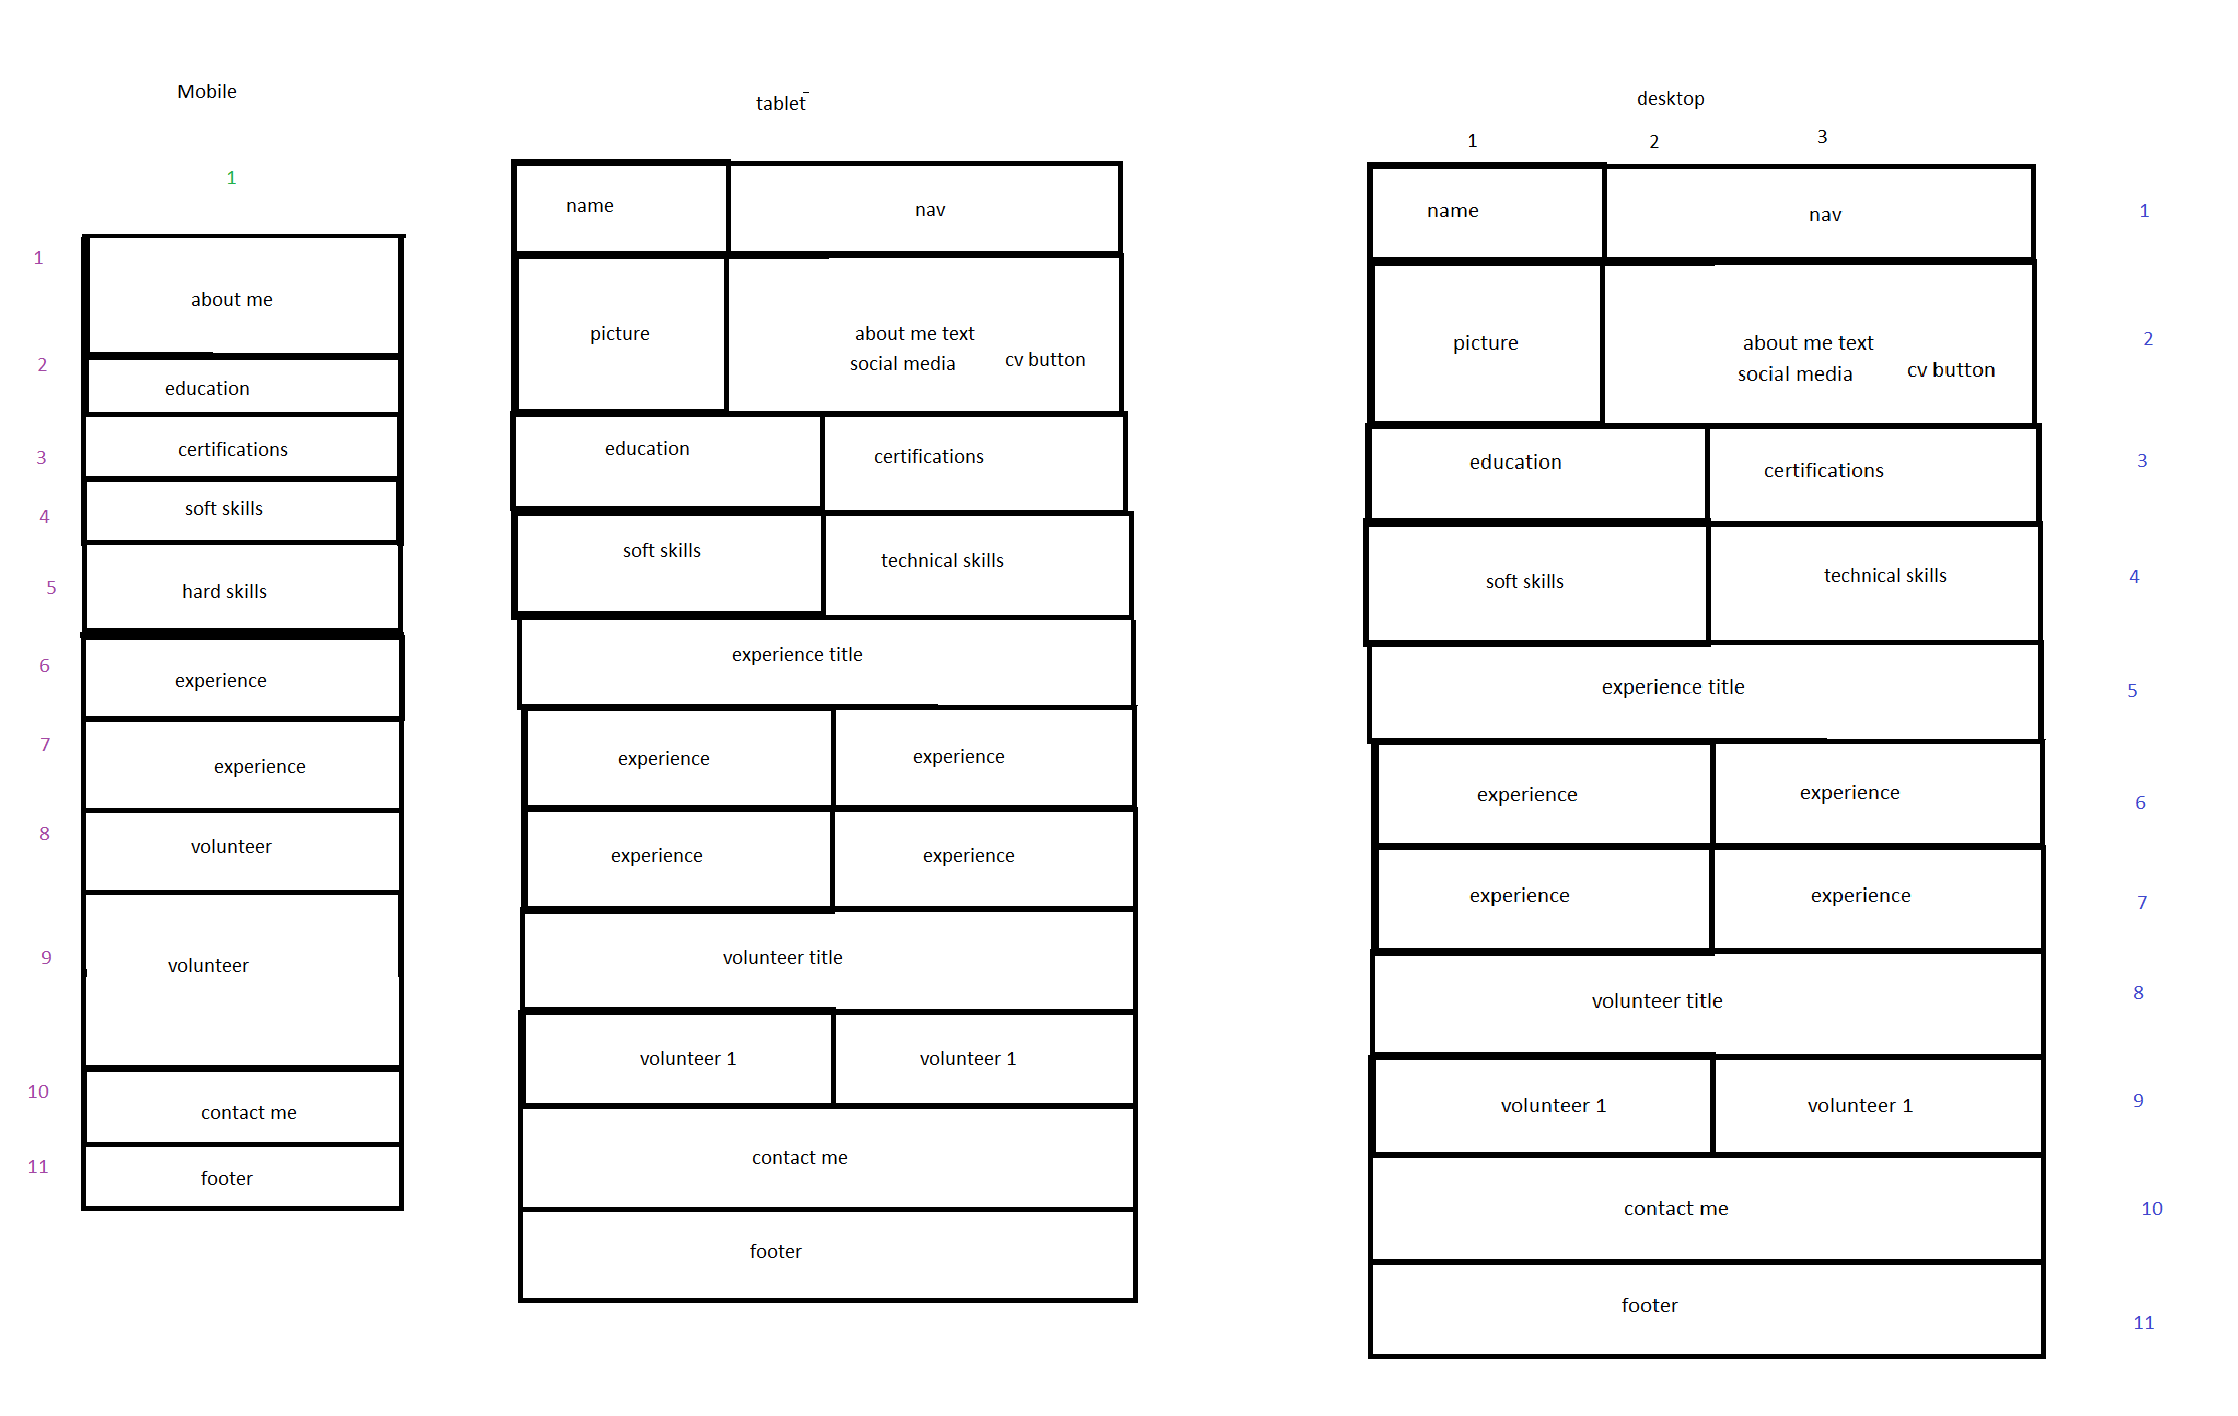 Mobile
1
1
about me
2
education
3
certifications
4
soft skills
5
hard skills
6
experience
7
experience
8
volunteer
9
volunteer
10
contact me
11
footer
tablet
name
nav
picture
about me text
social media
cv button
education
certifications
soft skills
technical skills
experience title
experience
experience
experience
experience
volunteer title
volunteer 1
volunteer 1
contact me
footer
desktop
1
2
3
name
nav
1
picture
about me text
social media
cv button
2
education
certifications
3
soft skills
technical skills
4
experience title
5
experience
experience
6
experience
experience
7
volunteer title
8
volunteer 1
volunteer 1
9
contact me
10
footer
11